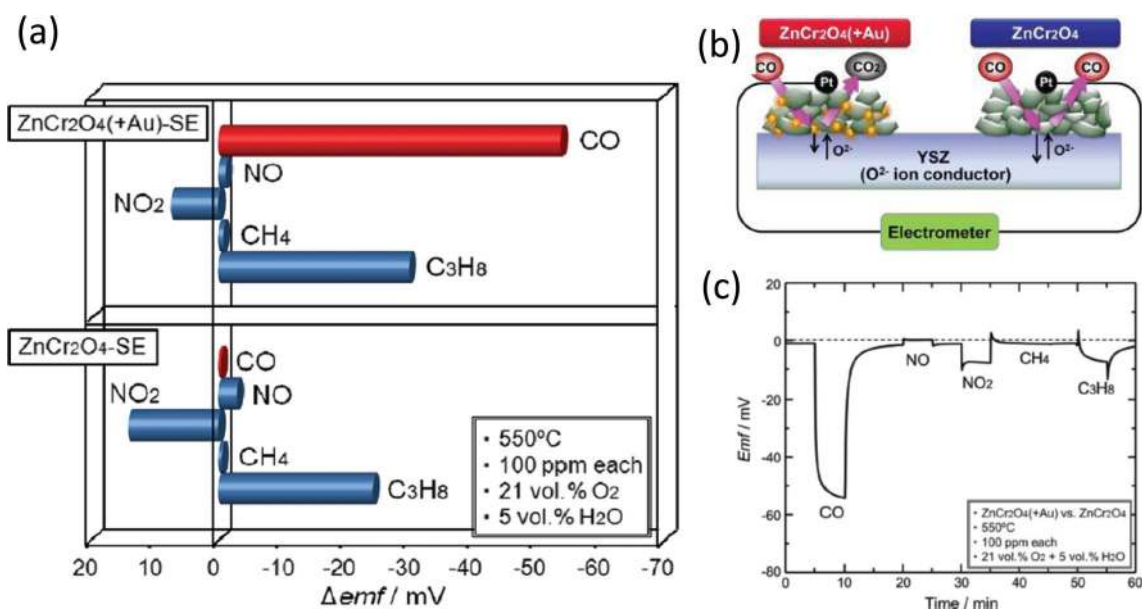 (a)
ZnCr2O4(+Au)-SE
CO
NO
NO2
CH4
C3H8
ZnCr2O4-SE
CO
NO
NO2
CH4
C3H8
• 550ºC
• 100 ppm each
• 21 vol.% O2
• 5 vol.% H2O
20 10 0 -10 -20 -30 -40 -50 -60 -70
Δemf / mV
(b)
ZnCr2O4(+Au)
ZnCr2O4
CO
Pt
CO2
CO
Pt
CO
O2-
O2-
YSZ
(O2- ion conductor)
Electrometer
(c)
20
0
-20
-40
-60
-80
Emf / mV
NO
NO2
CH4
C3H8
CO
• ZnCr2O4(+Au) vs. ZnCr2O4
• 550ºC
• 100 ppm each
• 21 vol.% O2 + 5 vol.% H2O
0 10 20 30 40 50 60
Time / min